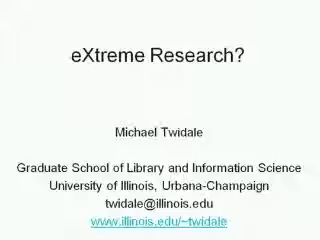 eXtreme Research?
Michael Twidale
Graduate School of Library and Information Science
University of Illinois, Urbana-Champaign
twidale@illinois.edu
www.illinois.edu/~twidale